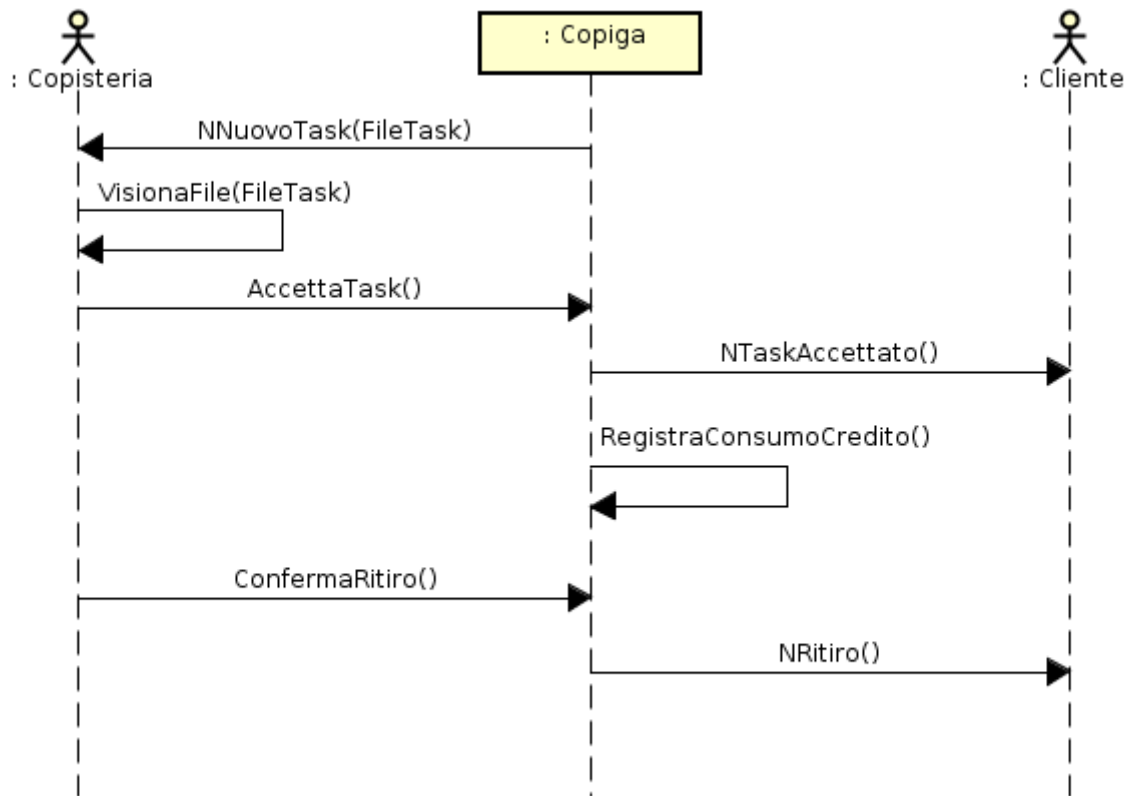 : Copiga
: Copisteria
: Cliente
NNuovoTask(FileTask)
VisionaFile(FileTask)
AccettaTask()
NTaskAccettato()
RegistraConsumoCredito()
ConfermaRitiro()
NRitiro()